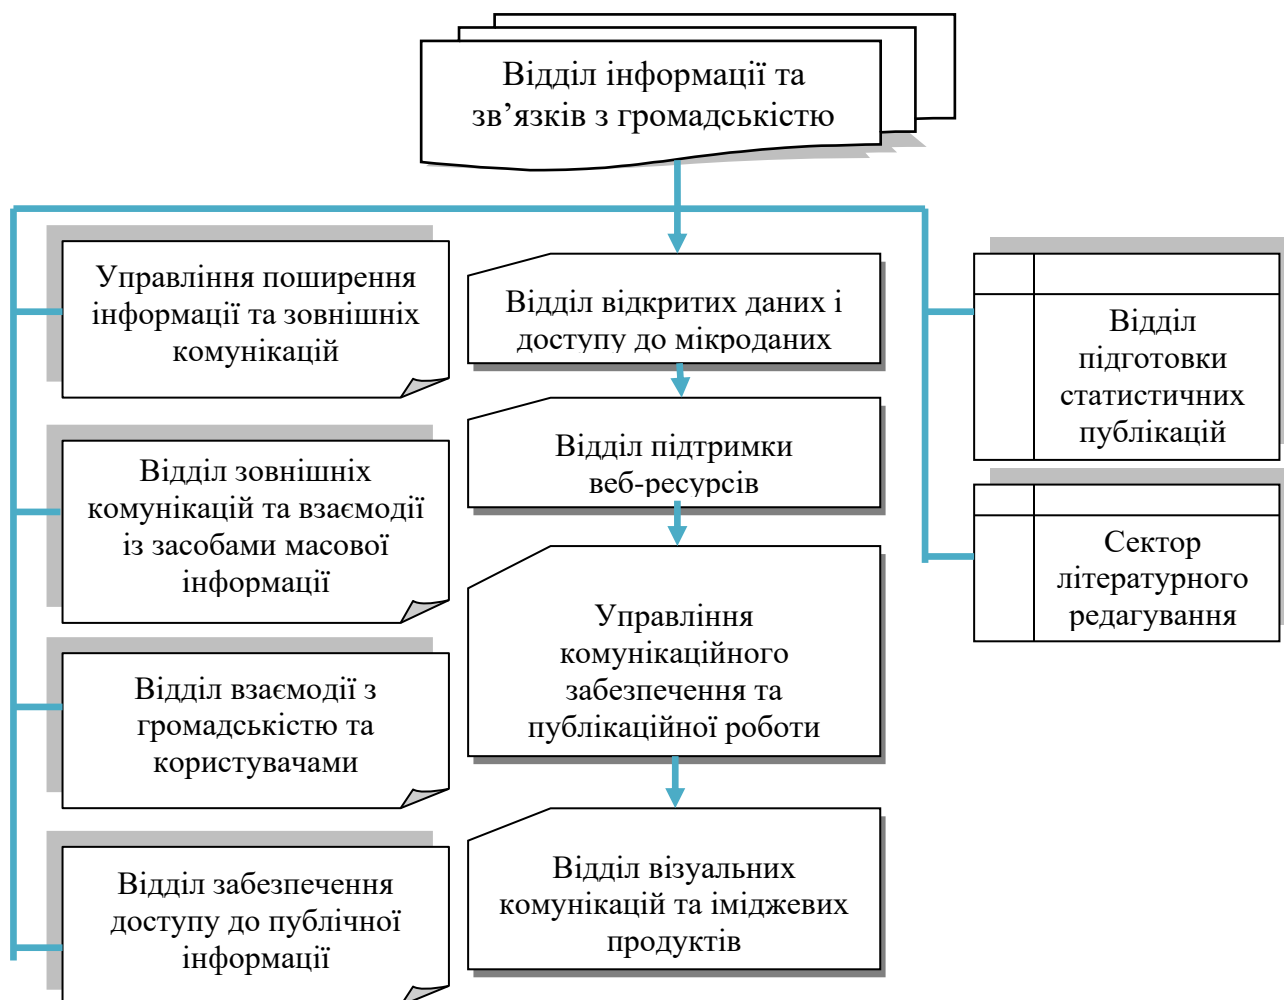 Відділ інформації та
зв’язків з громадськістю
Управління поширення
інформації та зовнішніх
комунікацій
Відділ зовнішніх
комунікацій та взаємодії
із засобами масової
інформації
Відділ взаємодії з
громадськістю та
користувачами
Відділ забезпечення
доступу до публічної
інформації
Відділ відкритих даних і
доступу до мікроданих
Відділ підтримки
веб-ресурсів
Управління
комунікаційного
забезпечення та
публікаційної роботи
Відділ візуальних
комунікацій та іміджевих
продуктів
Відділ
підготовки
статистичних
публікацій
Сектор
літературного
редагування